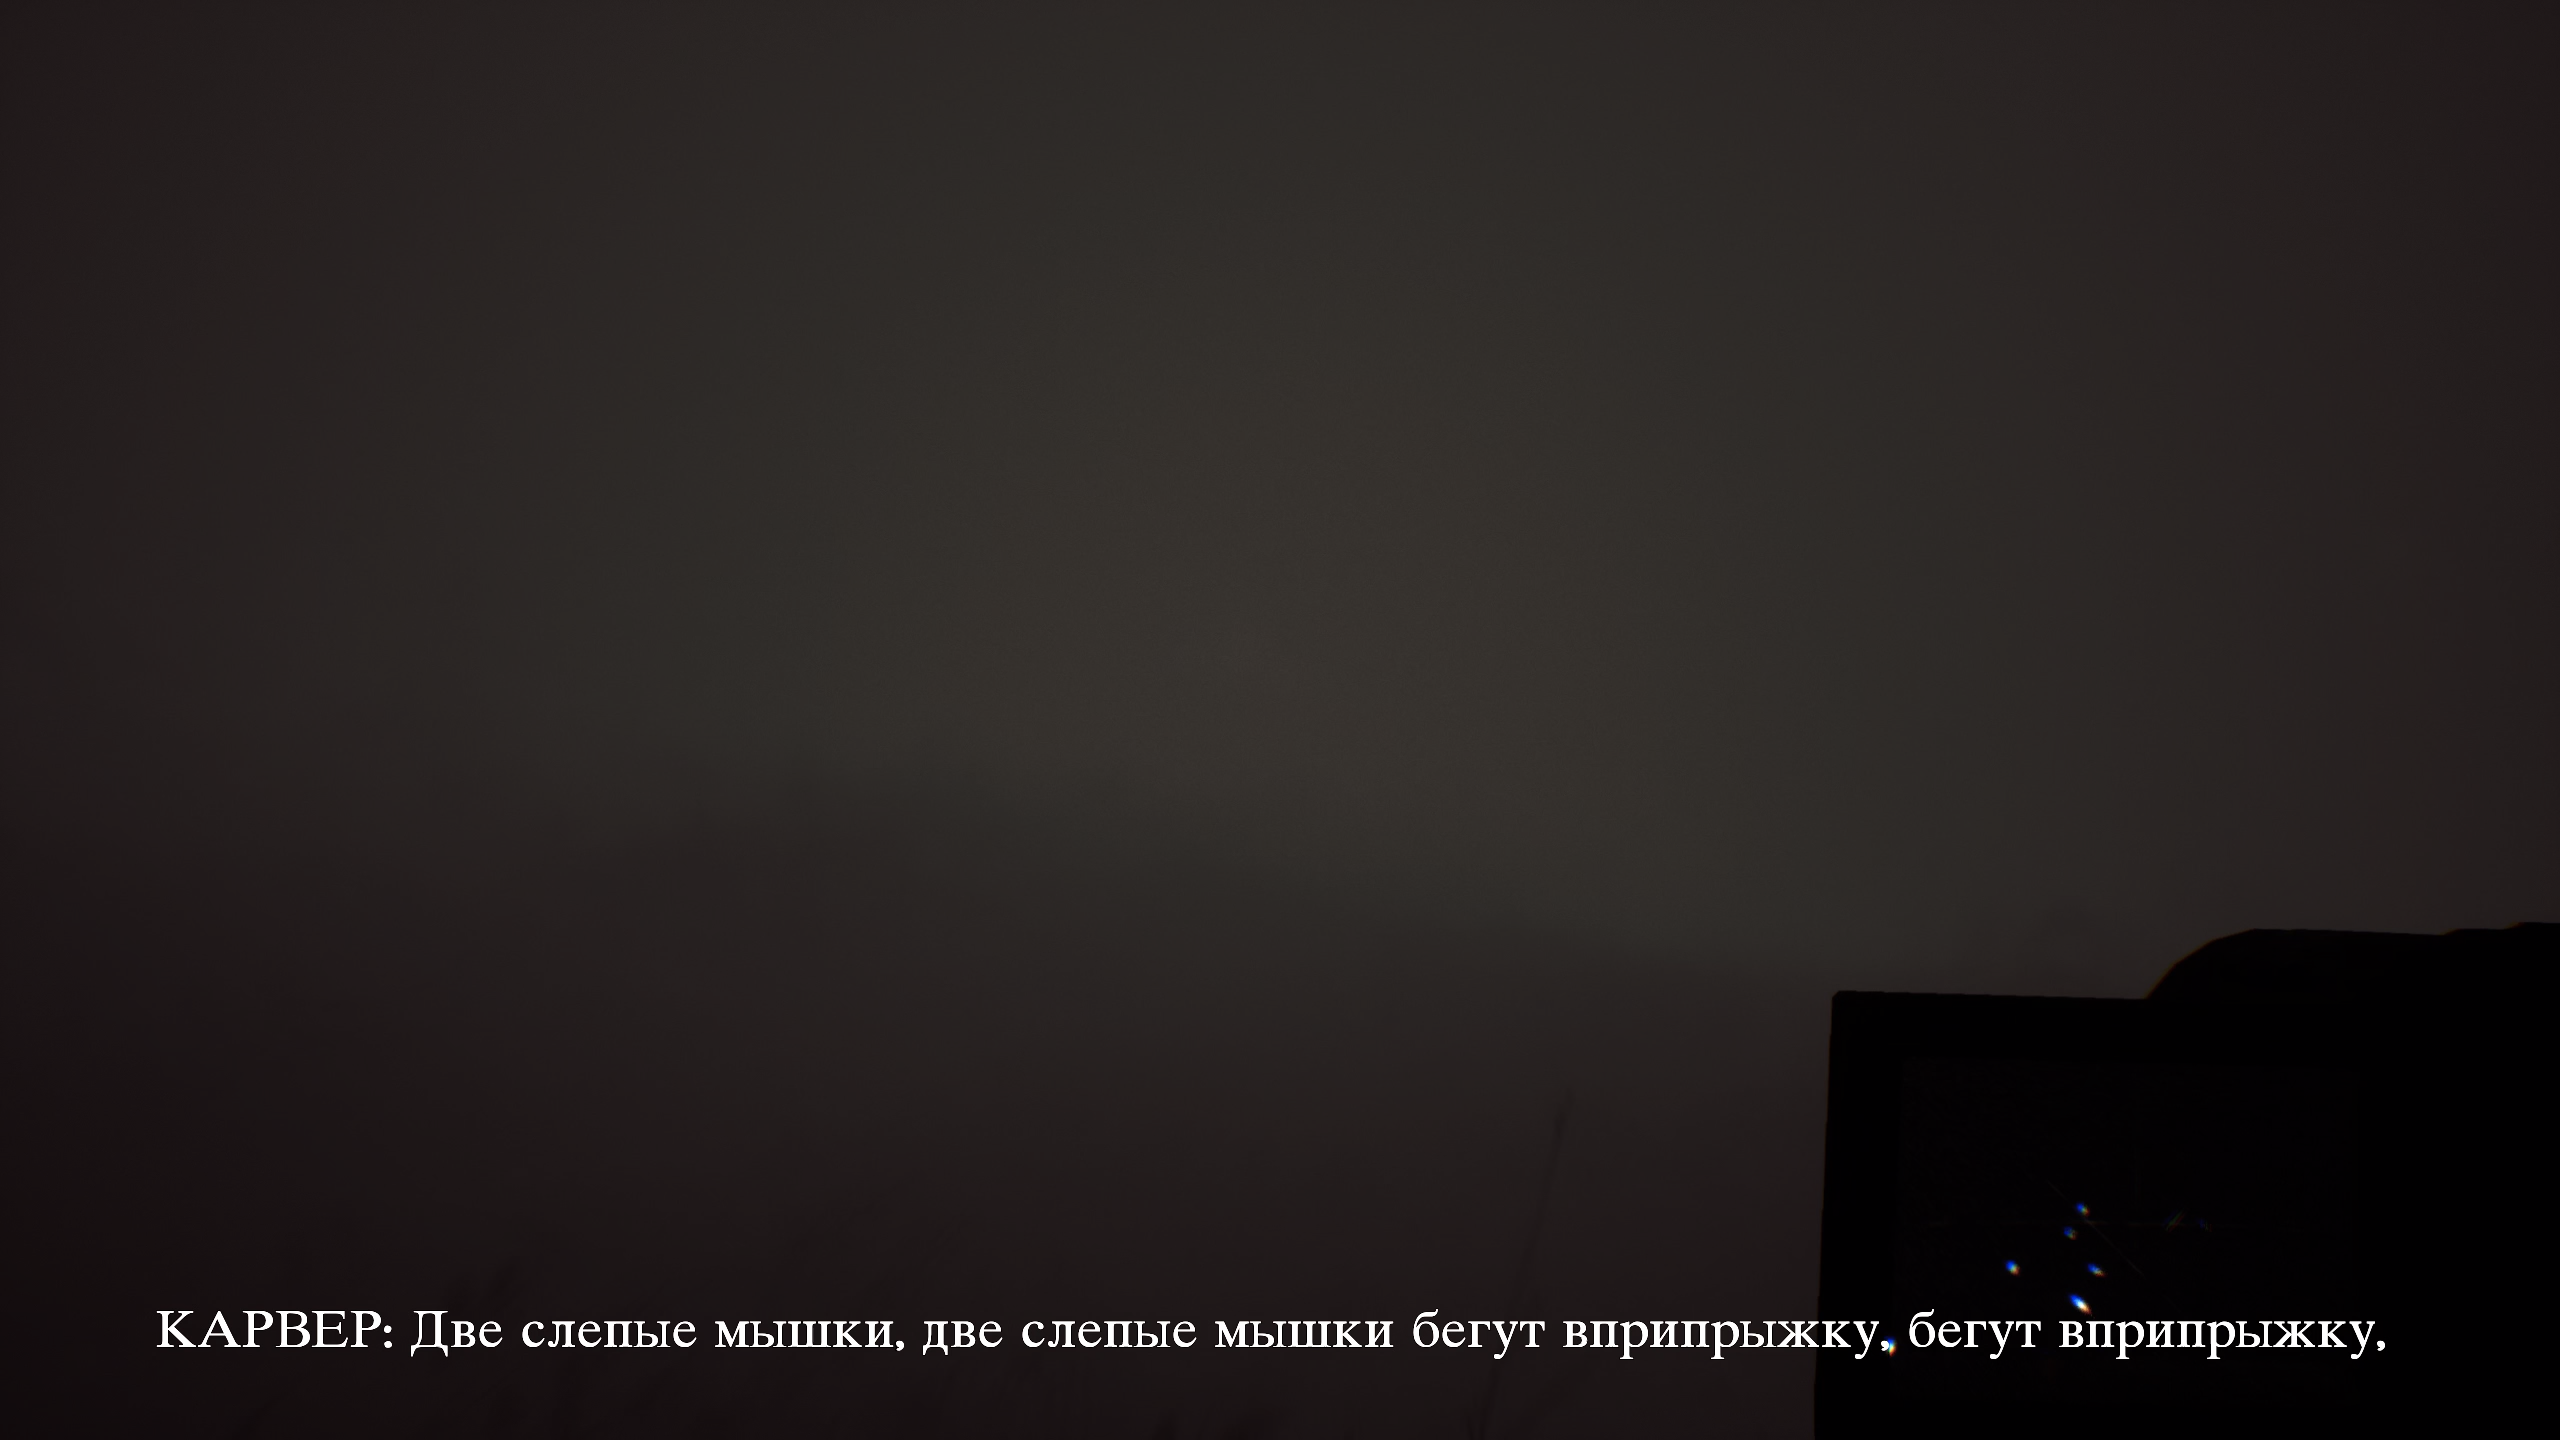 КАРВЕР: Две слепые мышки, две слепые мышки бегут вприпрыжку, бегут вприпрыжку,